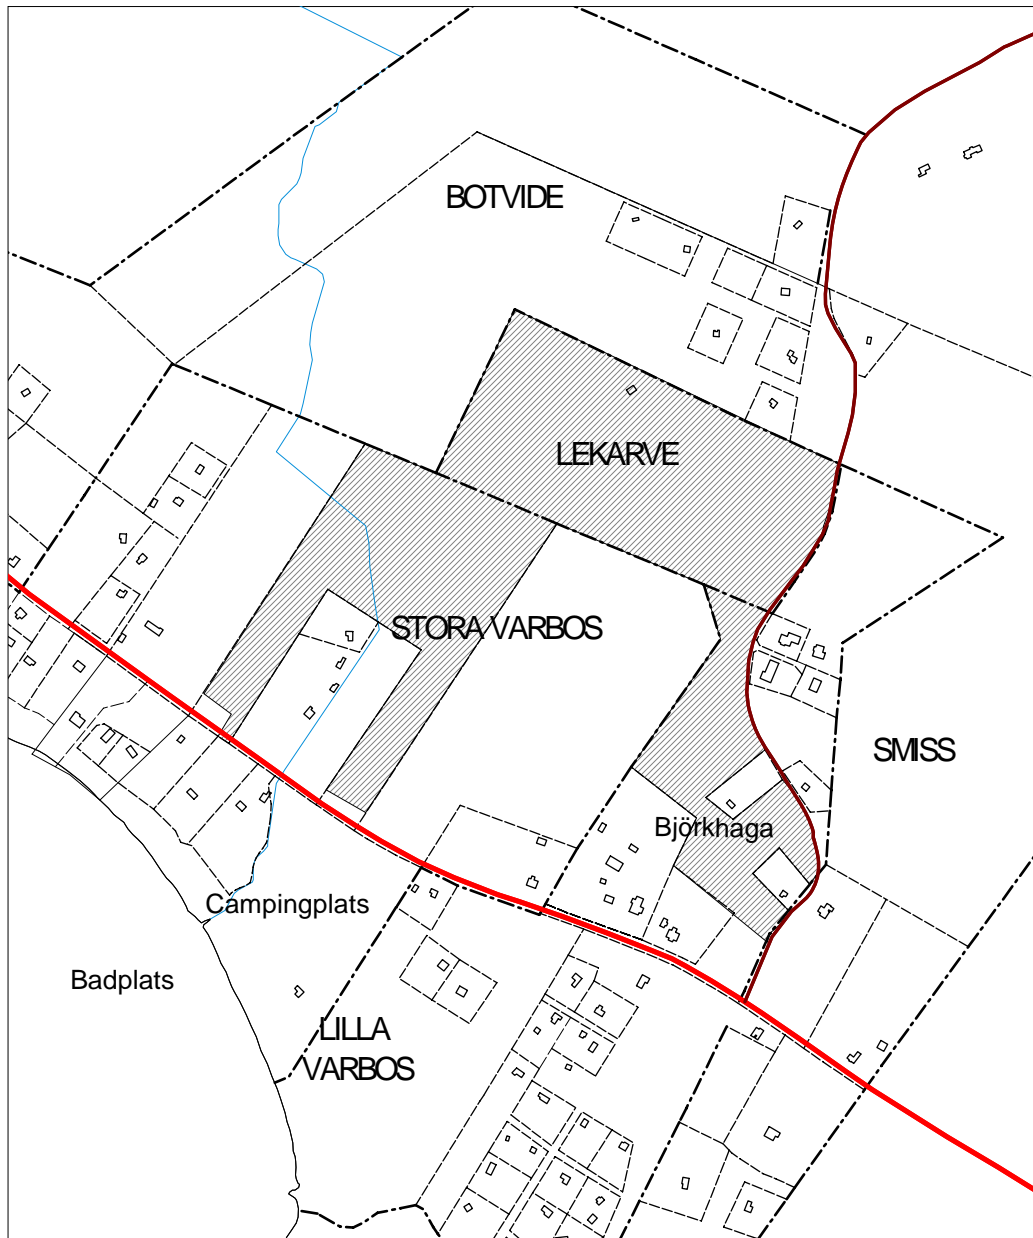 BOTVIDE
LEKARVE
STORA VARBOS
SMISS
Björkhaga
Campingplats
Badplats
LILLA
VARBOS